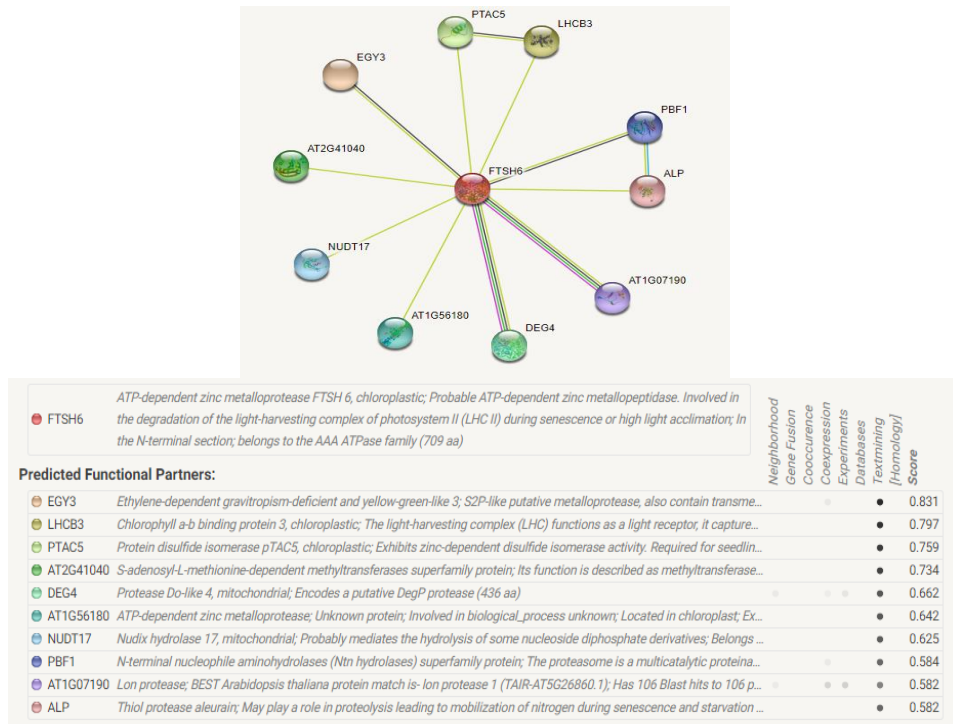 PTAC5
LHCB3
EGY3
PBF1
AT2G41040
FTSH6
ALP
NUDT17
AT1G07190
AT1G56180
DEG4
FTSH6
ATP-dependent zinc metalloprotease FTSH 6, chloroplastic; Probable ATP-dependent zinc metallopeptidase. Involved in
the degradation of the light-harvesting complex of photosystem II (LHC II) during senescence or high light acclimation; In
the N-terminal section; belongs to the AAA ATPase family (709 aa)
Neighborhood
Gene Fusion
Cooccurence
Coexpression
Experiments
Databases
Textmining
[Homology]
Score
Predicted Functional Partners:
EGY3 Ethylene-dependent gravitropism-deficient and yellow-green-like 3; S2P-like putative metalloprotease, also contain transme... 0.831
LHCB3 Chlorophyll a-b binding protein 3, chloroplastic; The light-harvesting complex (LHC) functions as a light receptor, it capture... 0.797
PTAC5 Protein disulfide isomerase pTAC5, chloroplastic; Exhibits zinc-dependent disulfide isomerase activity. Required for seedlin... 0.759
AT2G41040 S-adenosyl-L-methionine-dependent methyltransferases superfamily protein; Its function is described as methyltransferase... 0.734
DEG4 Protease Do-like 4, mitochondrial; Encodes a putative DegP protease (436 aa) 0.662
AT1G56180 ATP-dependent zinc metalloprotease; Unknown protein; Involved in biological_process unknown; Located in chloroplast; Ex... 0.642
NUDT17 Nudix hydrolase 17, mitochondrial; Probably mediates the hydrolysis of some nucleoside diphosphate derivatives; Belongs ... 0.625
PBF1 N-terminal nucleophile aminohydrolases (Ntn hydrolases) superfamily protein; The proteasome is a multicatalytic proteina... 0.584
AT1G07190 Lon protease; BEST Arabidopsis thaliana protein match is- lon protease 1 (TAIR-AT5G26860.1); Has 106 Blast hits to 106 p... 0.582
ALP Thiol protease aleurain; May play a role in proteolysis leading to mobilization of nitrogen during senescence and starvation ... 0.582